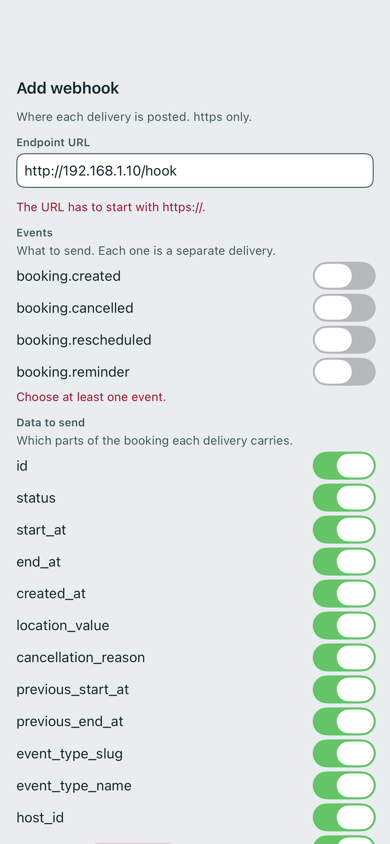 Add webhook
Where each delivery is posted. https only.
Endpoint URL
http://192.168.1.10/hook
The URL has to start with https://.
Events
What to send. Each one is a separate delivery.
booking.created
booking.cancelled
booking.rescheduled
booking.reminder
Choose at least one event.
Data to send
Which parts of the booking each delivery carries.
id
status
start_at
end_at
created_at
location_value
cancellation_reason
previous_start_at
previous_end_at
event_type_slug
event_type_name
host_id